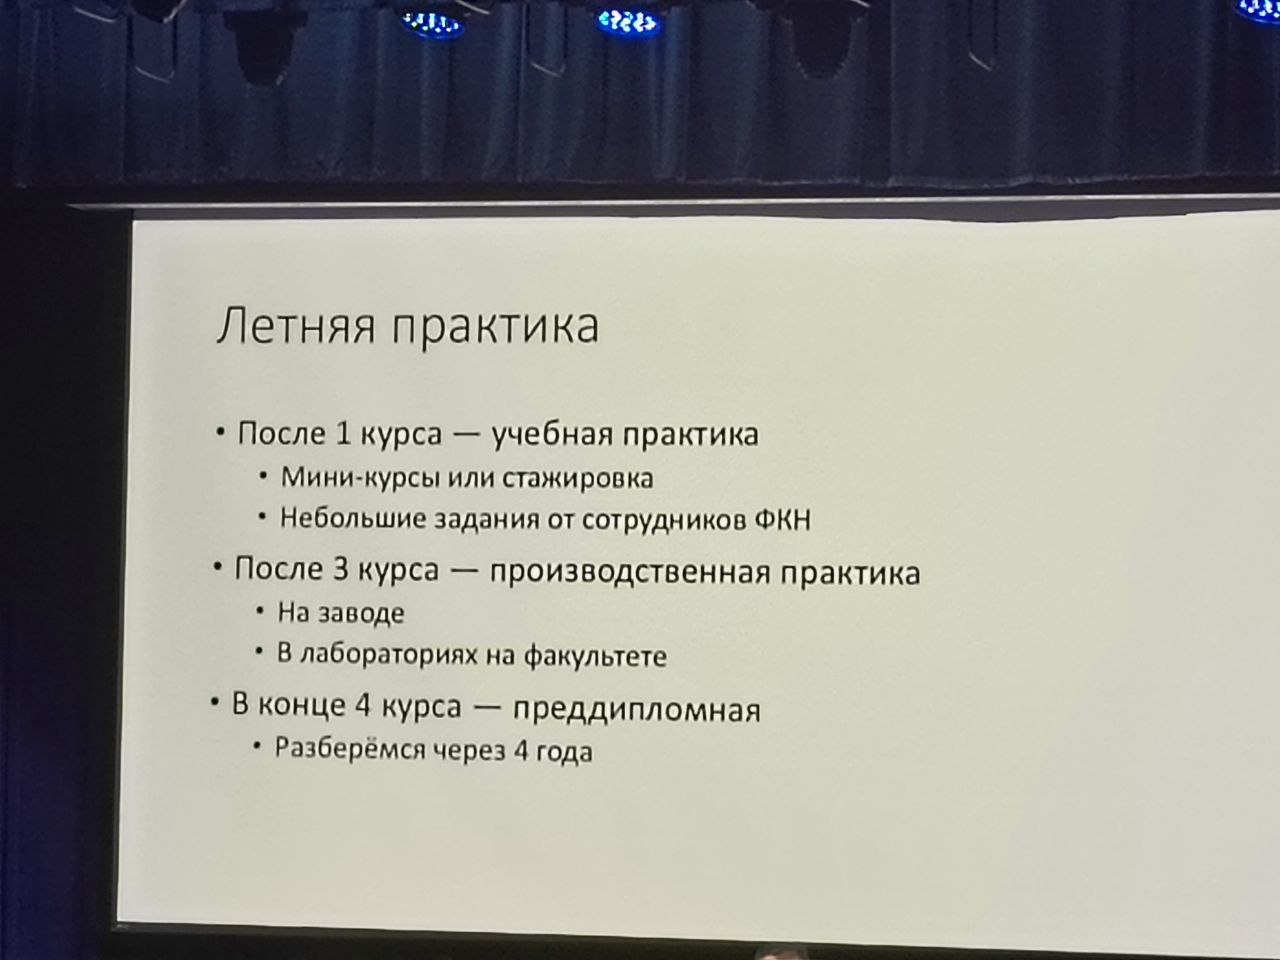 Летняя практика
• После 1 курса — учебная практика
• Мини-курсы или стажировка
• Небольшие задания от сотрудников ФКН
• После 3 курса — производственная практика
• На заводе
• В лабораториях на факультете
• В конце 4 курса — преддипломная
• Разберёмся через 4 года